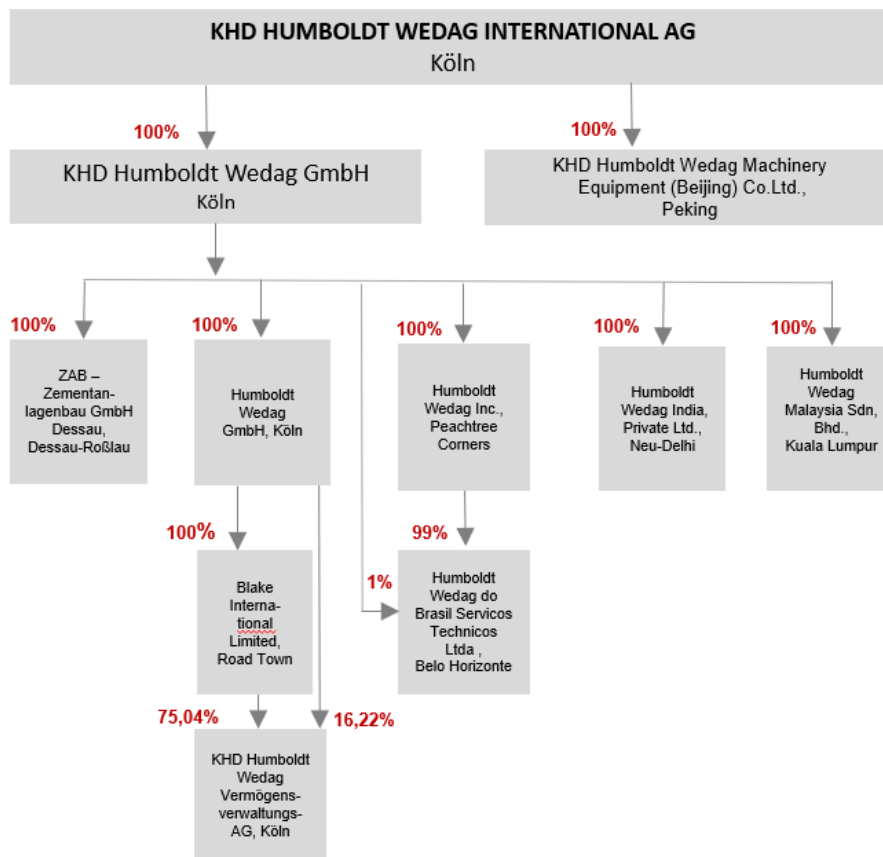 KHD HUMBOLDT WEDAG INTERNATIONAL AG
Köln
100%
100%
KHD Humboldt Wedag GmbH
Köln
KHD Humboldt Wedag Machinery
Equipment (Beijing) Co.Ltd.,
Peking
100%
100%
100%
100%
100%
ZAB –
Zementan-
lagenbau GmbH
Dessau,
Dessau-Roßlau
Humboldt
Wedag
GmbH, Köln
Humboldt
Wedag Inc.,
Peachtree
Corners
Humboldt
Wedag India,
Private Ltd.,
Neu-Delhi
Humboldt
Wedag
Malaysia Sdn,
Bhd.,
Kuala Lumpur
100%
99%
1%
Blake
Interna-
tional
Limited,
Road Town
Humboldt
Wedag do
Brasil Servicos
Technicos
Ltda ,
Belo Horizonte
75,04%
16,22%
KHD Humboldt
Wedag
Vermögens-
verwaltungs-
AG, Köln